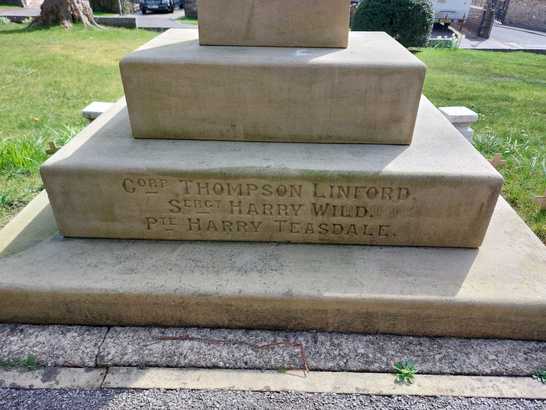 CORPL THOMPSON LINFORD.
SERGT HARRY WILD.
PTE HARRY TEASDALE.